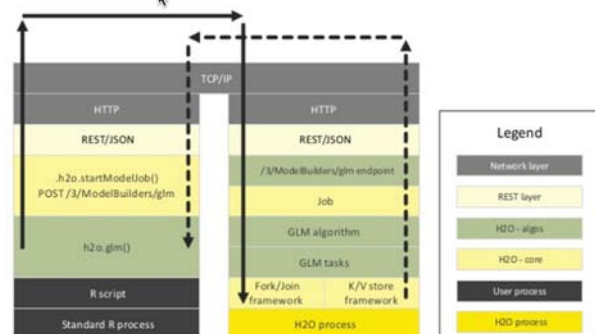 TCP/IP
HTTP
REST/JSON
.h2o.startModelJob()
POST /3/ModelBuilders/glm
h2o.glm()
R script
Standard R process
HTTP
REST/JSON
/3/ModelBuilders/glm endpoint
Job
GLM algorithm
GLM tasks
Fork/Join
framework
K/V store
framework
H2O process
Legend
Network layer
REST layer
H2O - algos
H2O - core
User process
H2O process